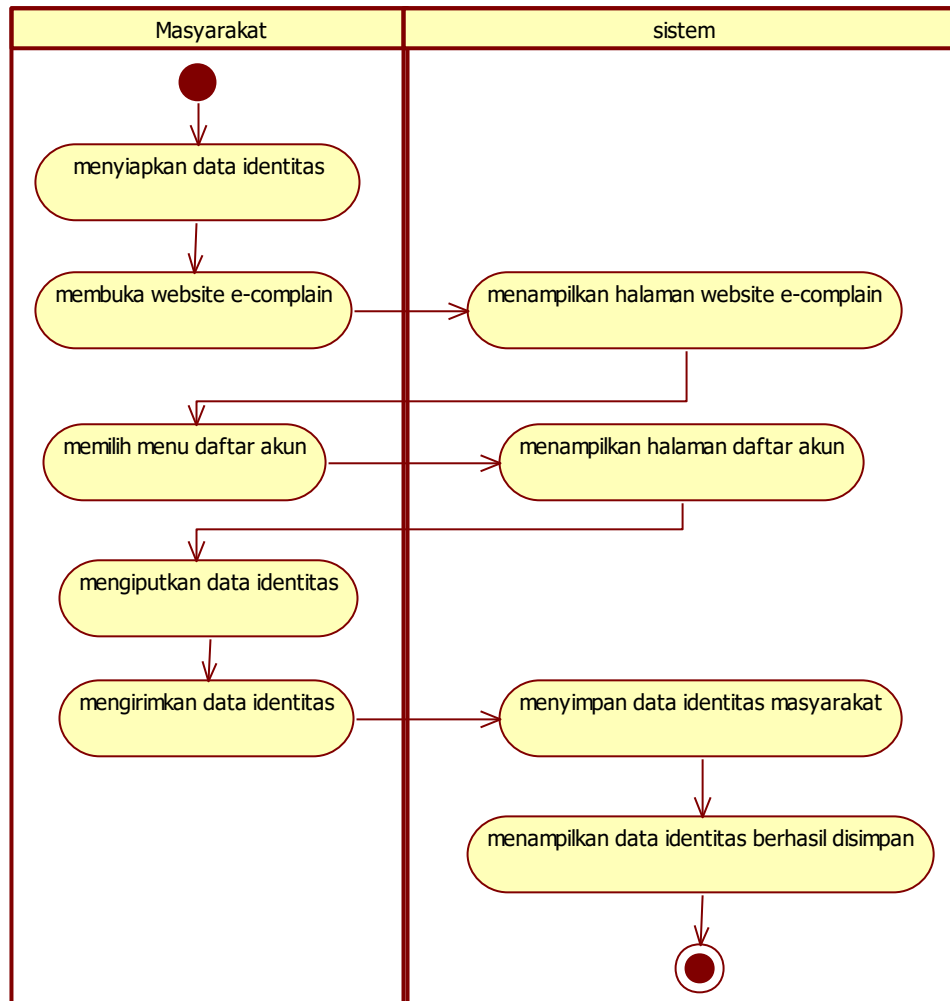 Masyarakat
sistem
menyiapkan data identitas
membuka website e-complain
menampilkan halaman website e-complain
memilih menu daftar akun
menampilkan halaman daftar akun
mengiputkan data identitas
mengirimkan data identitas
menyimpan data identitas masyarakat
menampilkan data identitas berhasil disimpan